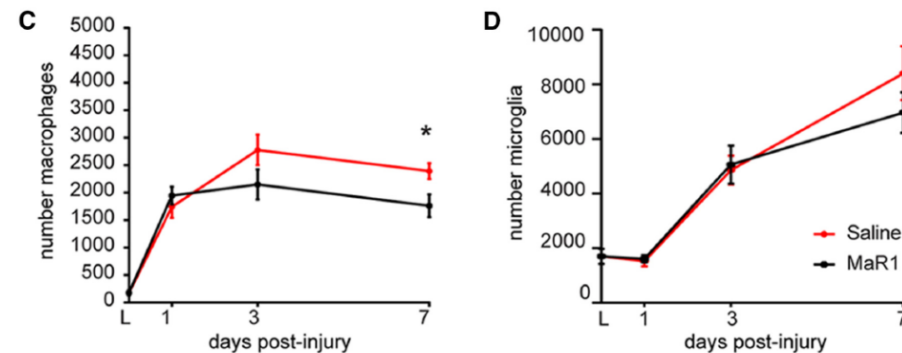 C
5000
4500
4000
3500
3000
2500
2000
1500
1000
500
0
number macrophages
*
L 1 3 7
days post-injury
D
10000
8000
6000
4000
2000
0
number microglia
Saline
MaR1
L 1 3 7
days post-injury